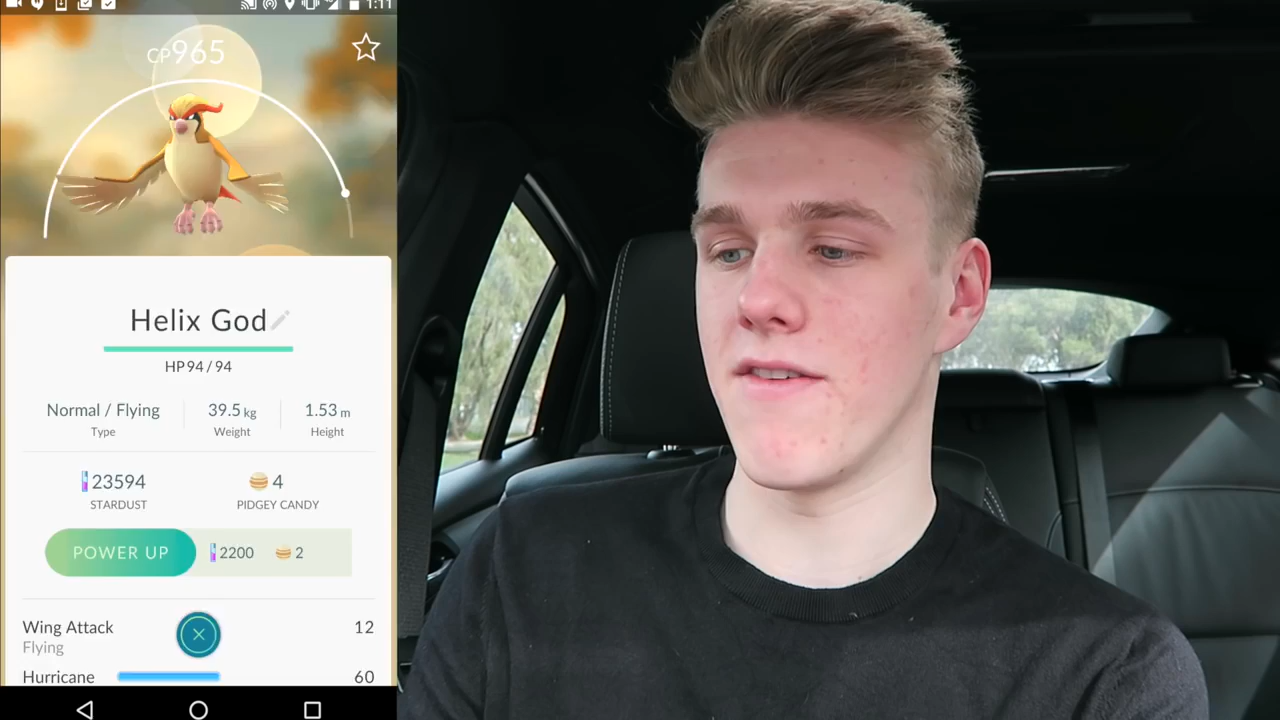 1:11
CP965
Helix God
HP 94 / 94
Normal / Flying 39.5 kg 1.53 m
Type Weight Height
23594 4
STARDUST PIDGEY CANDY
POWER UP 2200 2
Wing Attack 12
Flying
Hurricane 60